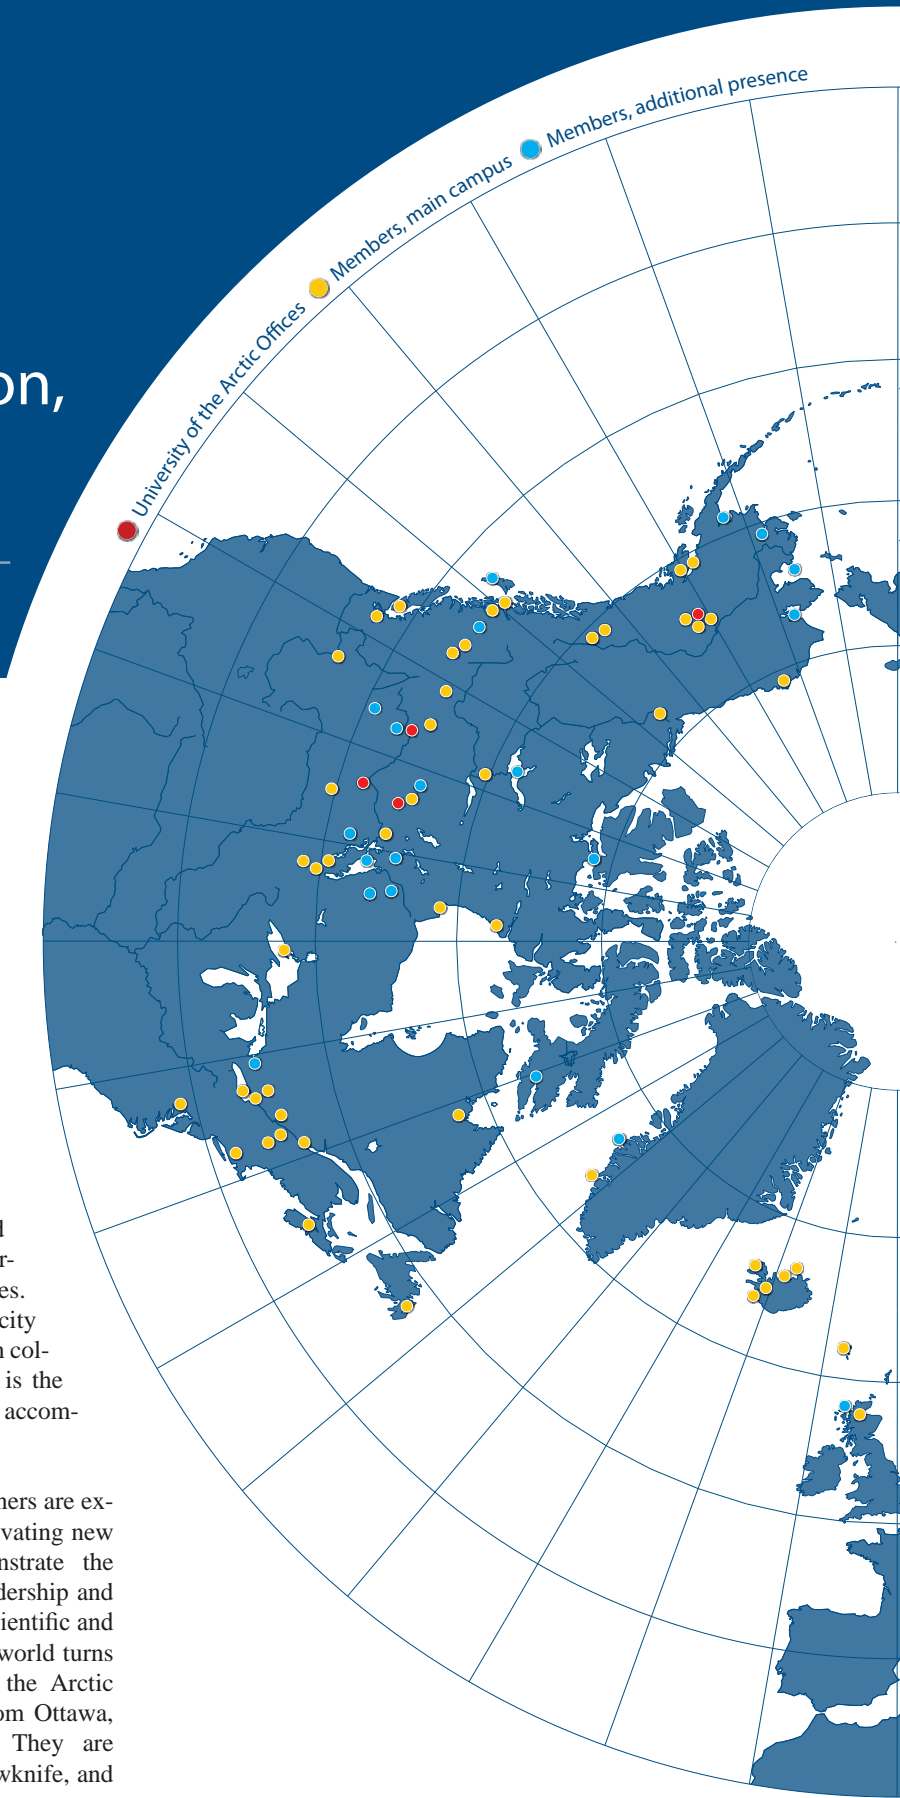 Members, additional presence
Members, main campus
University of the Arctic Offices
on,
d
r-
es.
city
n col-
is the
accom-
ners are ex-
vating new
nstrate the
dership and
ientific and
world turns
the Arctic
om Ottawa,
They are
wknife, and